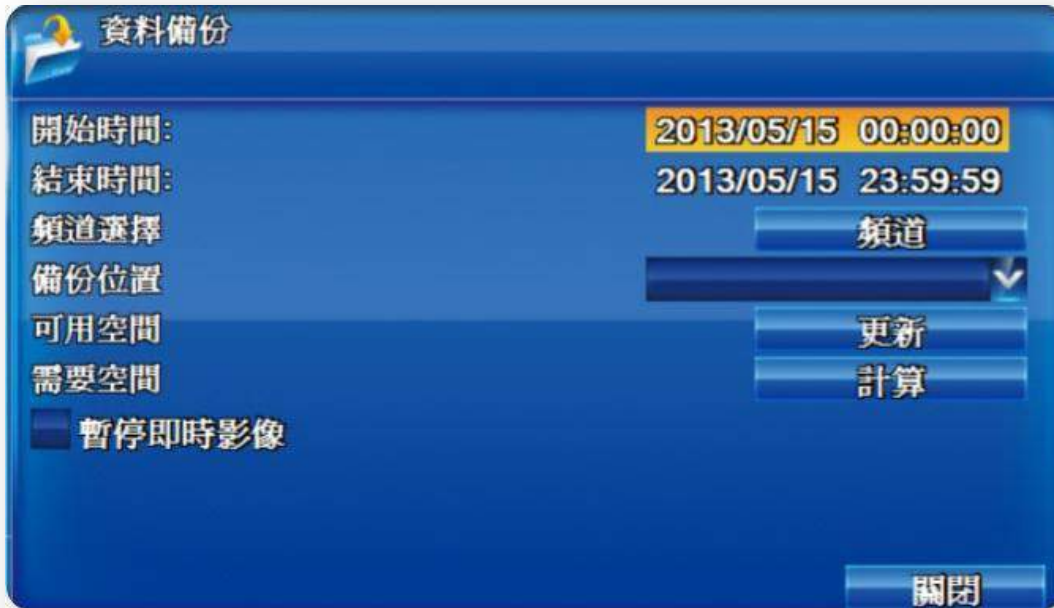 資料備份
開始時間: 2013/05/15 00:00:00
結束時間: 2013/05/15 23:59:59
頻道選擇 頻道
備份位置
可用空間 更新
需要空間 計算
暫停即時影像
關閉